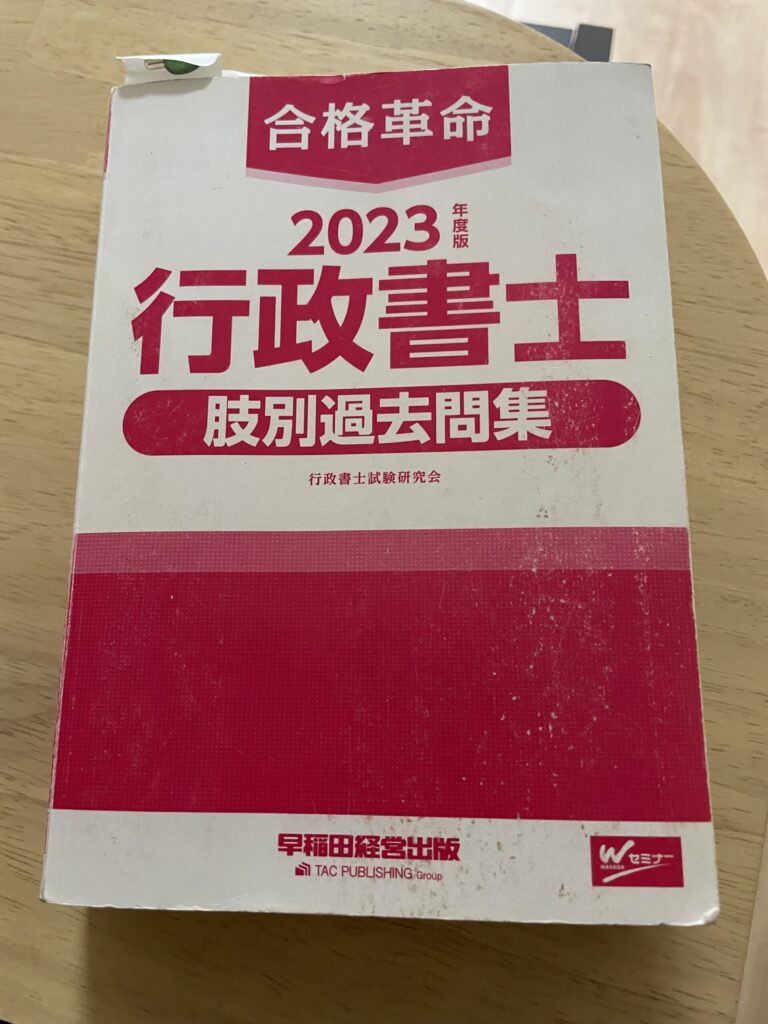 合格革命
2023年度版
行政書士
肢別過去問集
行政書士試験研究会
早稲田経営出版
TAC PUBLISHING Group
W セミナー
WASEDA